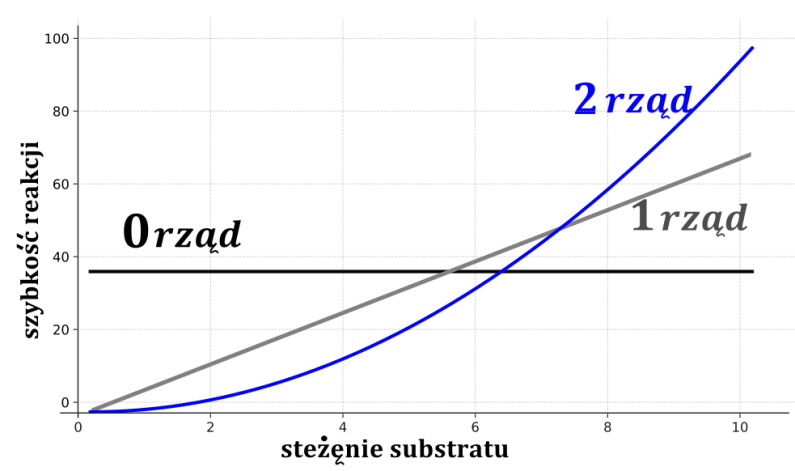 100
80
60
40
20
0
0 2 4 6 8 10
szybkość reakcji
stężęnie substratu
0 rząd
1 rząd
2 rząd